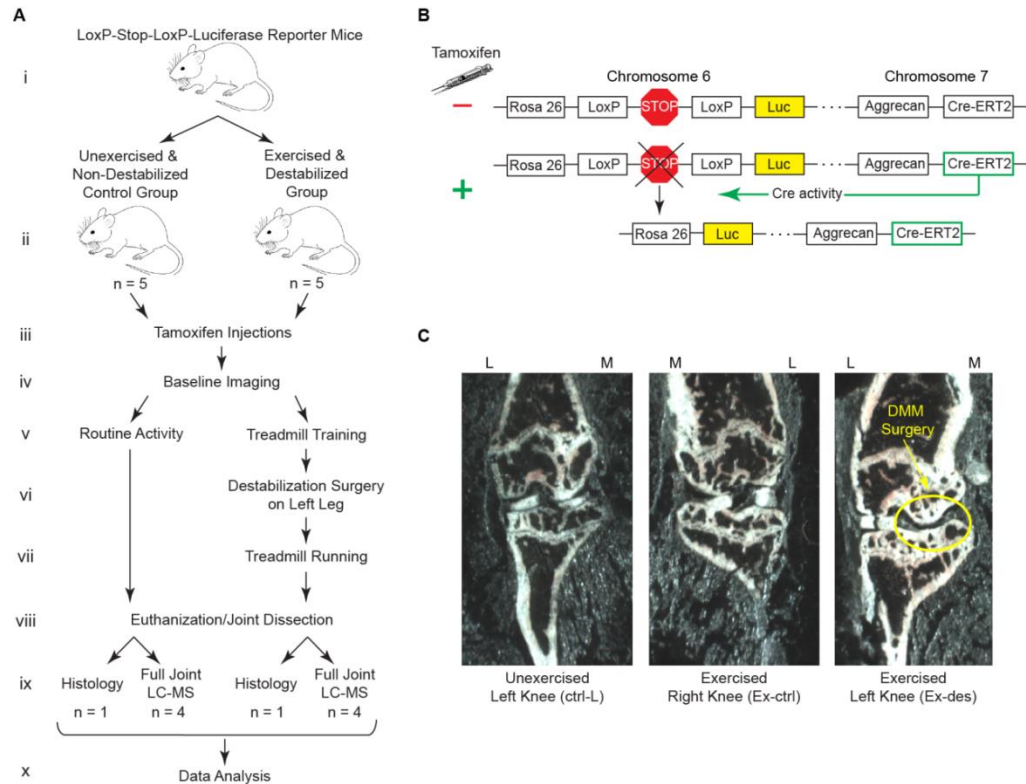 A
LoxP-Stop-LoxP-Luciferase Reporter Mice
i
Unexercised &
Non-Destabilized
Control Group
Exercised &
Destabilized
Group
ii
n = 5
n = 5
iii
Tamoxifen Injections
iv
Baseline Imaging
v
Routine Activity
Treadmill Training
vi
Destabilization Surgery
on Left Leg
vii
Treadmill Running
viii
Euthanization/Joint Dissection
ix
Histology
Full Joint
LC-MS
Histology
Full Joint
LC-MS
n = 1
n = 4
n = 1
n = 4
x
Data Analysis
B
Tamoxifen
Chromosome 6
Chromosome 7
−
Rosa 26 LoxP STOP LoxP Luc .... Aggrecan Cre-ERT2
+
Rosa 26 LoxP STOP LoxP Luc .... Aggrecan Cre-ERT2
Cre activity
Rosa 26 Luc .... Aggrecan Cre-ERT2
C
L M
M L
L M
DMM
Surgery
Unexercised
Left Knee (ctrl-L)
Exercised
Right Knee (Ex-ctrl)
Exercised
Left Knee (Ex-des)